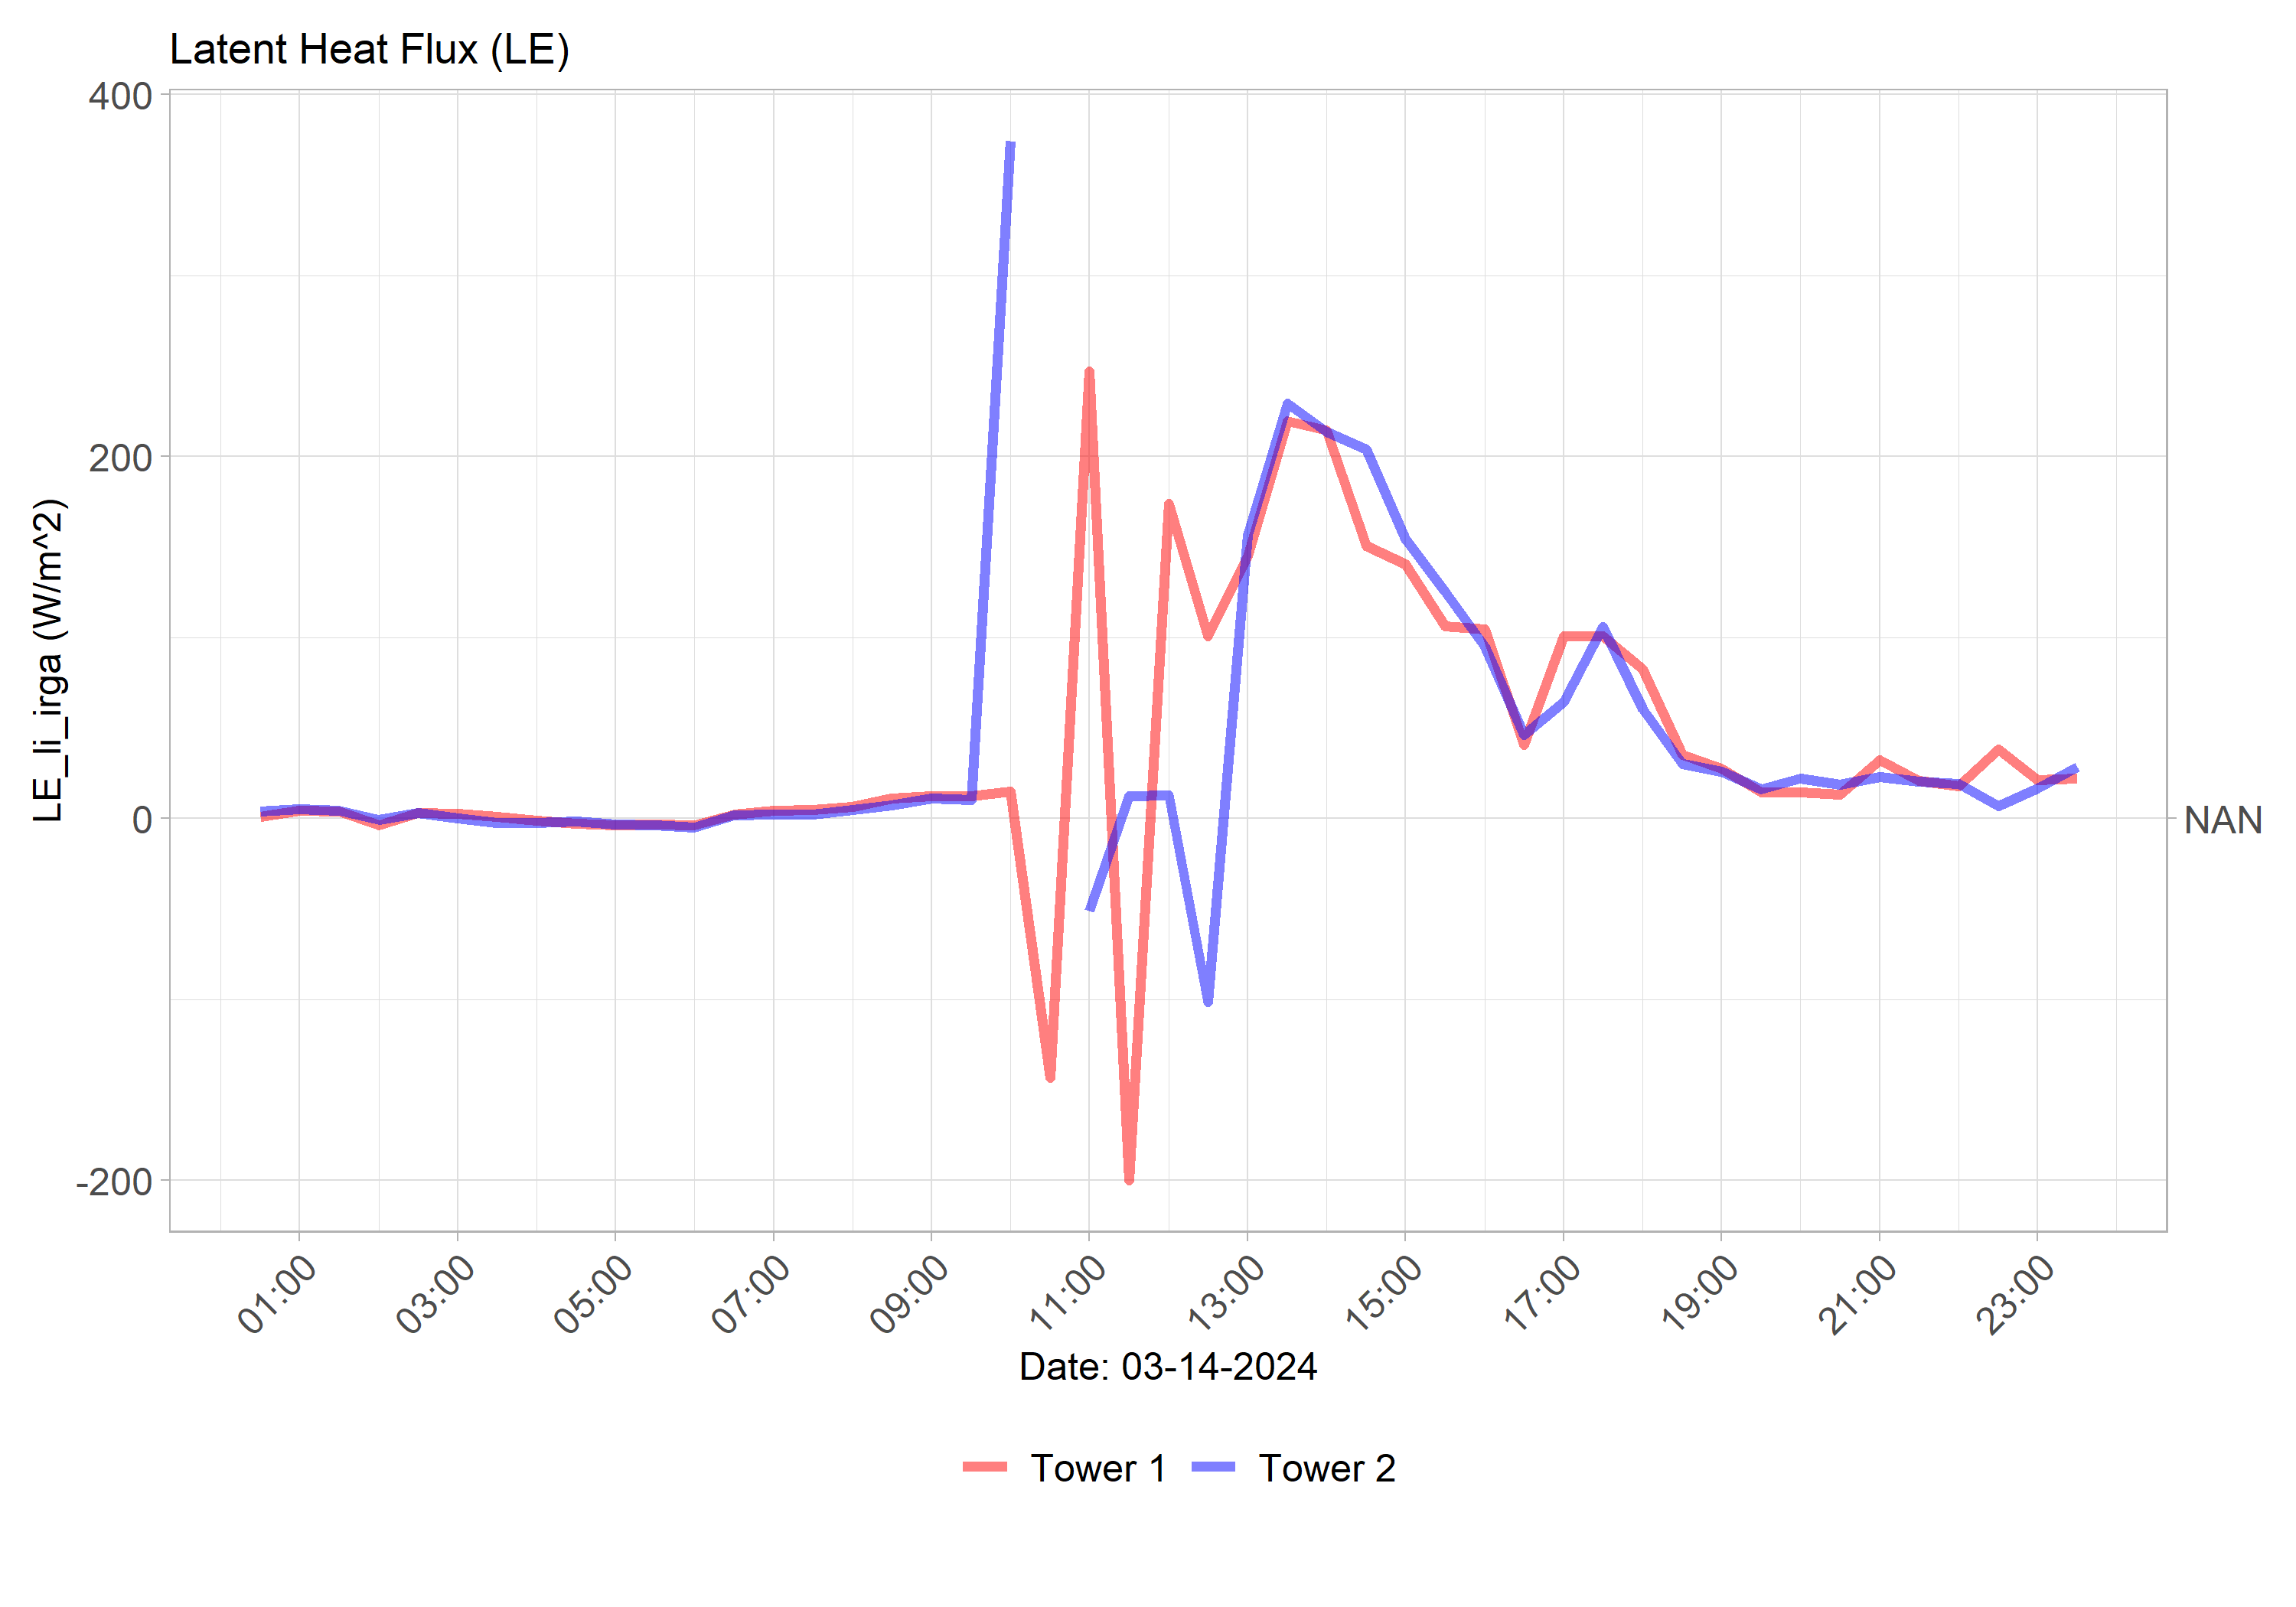 Latent Heat Flux (LE)
LE_li_irga (W/m^2)
400
200
0
-200
NAN
01:00
03:00
05:00
07:00
09:00
11:00
13:00
15:00
17:00
19:00
21:00
23:00
Date: 03-14-2024
Tower 1
Tower 2